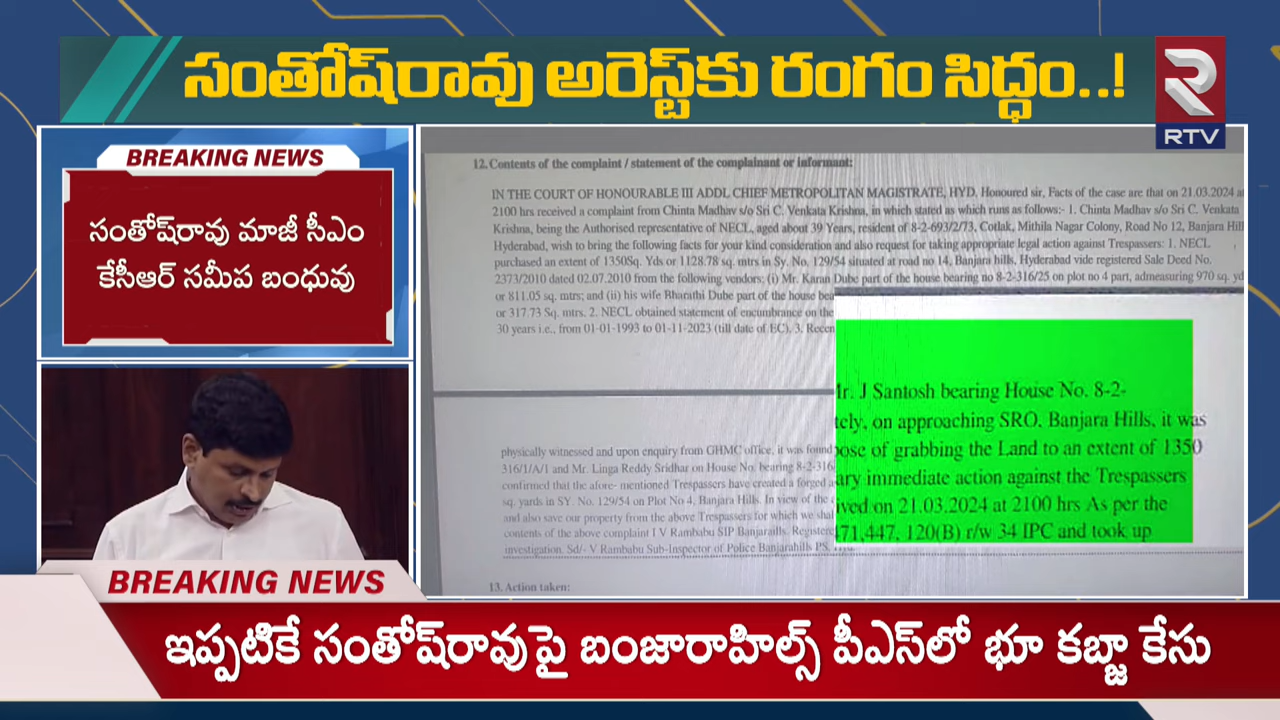 సంతోష్‌రావు అరెస్ట్‌కు రంగం సిద్ధం..!
RTV
BREAKING NEWS
సంతోష్‌రావు మాజీ సీఎం
కేసీఆర్ సమీప బంధువు
12. Contents of the complaint / statement of the complainant or informant:
IN THE COURT OF HONOURABLE III ADDL CHIEF METROPOLITAN MAGISTRATE, HYD. Honoured sir, Facts of the case are that on 21.03.2024 at
2100 hrs received a complaint from Chinta Madhav s/o Sri C. Venkata Krishna, in which stated as which runs as follows:- 1. Chinta Madhav s/o Sri C. Venkata
Krishna, being the Authorised representative of NECL, aged about 39 Years, resident of 8-2-693/2/73, Cotlak, Mithila Nagar Colony, Road No 12, Banjara Hill
Hyderabad, wish to bring the following facts for your kind consideration and also request for taking appropriate legal action against Trespassers: 1. NECL
purchased an extent of 1350Sq. Yds or 1128.78 sq. mtrs in Sy. No. 129/54 situated at road no 14, Banjara hills, Hyderabad vide registered Sale Deed No.
2373/2010 dated 02.07.2010 from the following vendors: (i) Mr. Karan Dube part of the house bearing no 8-2-316/25 on plot no 4 part, admeasuring 970 sq. yd
or 811.05 sq. mtrs; and (ii) his wife Bharathi Dube part of the house bea
or 317.73 Sq. mtrs. 2. NECL obtained statement of encumbrance on the
30 years i.e., from 01-01-1993 to 01-11-2023 (till date of EC). 3. Recen
Mr. J Santosh bearing House No. 8-2-
tely, on approaching SRO, Banjara Hills, it was
pose of grabbing the Land to an extent of 1350
ary immediate action against the Trespassers
ived on 21.03.2024 at 2100 hrs As per the
471,447, 120(B) r/w 34 IPC and took up
physically witnessed and upon enquiry from GHMC office, it was found
316/1/A/1 and Mr. Linga Reddy Sridhar on House No. bearing 8-2-316
confirmed that the afore- mentioned Trespassers have created a forged a
sq. yards in SY. No. 129/54 on Plot No 4, Banjara Hills. In view of the a
and also save our property from the above Trespassers for which we shal
contents of the above complaint I V Rambabu SIP Banjaraills. Registere
investigation. Sd/- V Rambabu Sub-Inspector of Police Banjarahills PS,
13. Action taken:
BREAKING NEWS
ఇప్పటికే సంతోష్‌రావుపై బంజారాహిల్స్ పీఎస్‌లో భూ కబ్జా కేసు